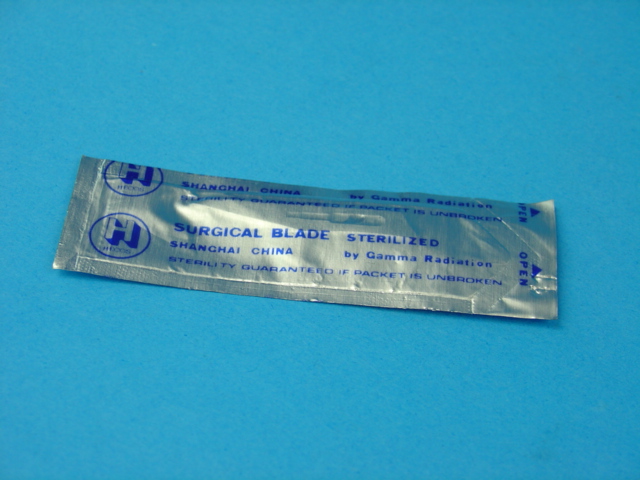 SHANGHAI CHINA by Gamma Radiation
STERILITY GUARANTEED IF PACKET IS UNBROKEN
OPEN
SURGICAL BLADE STERILIZED
SHANGHAI CHINA by Gamma Radiation
STERILITY GUARANTEED IF PACKET IS UNBROKEN
OPEN